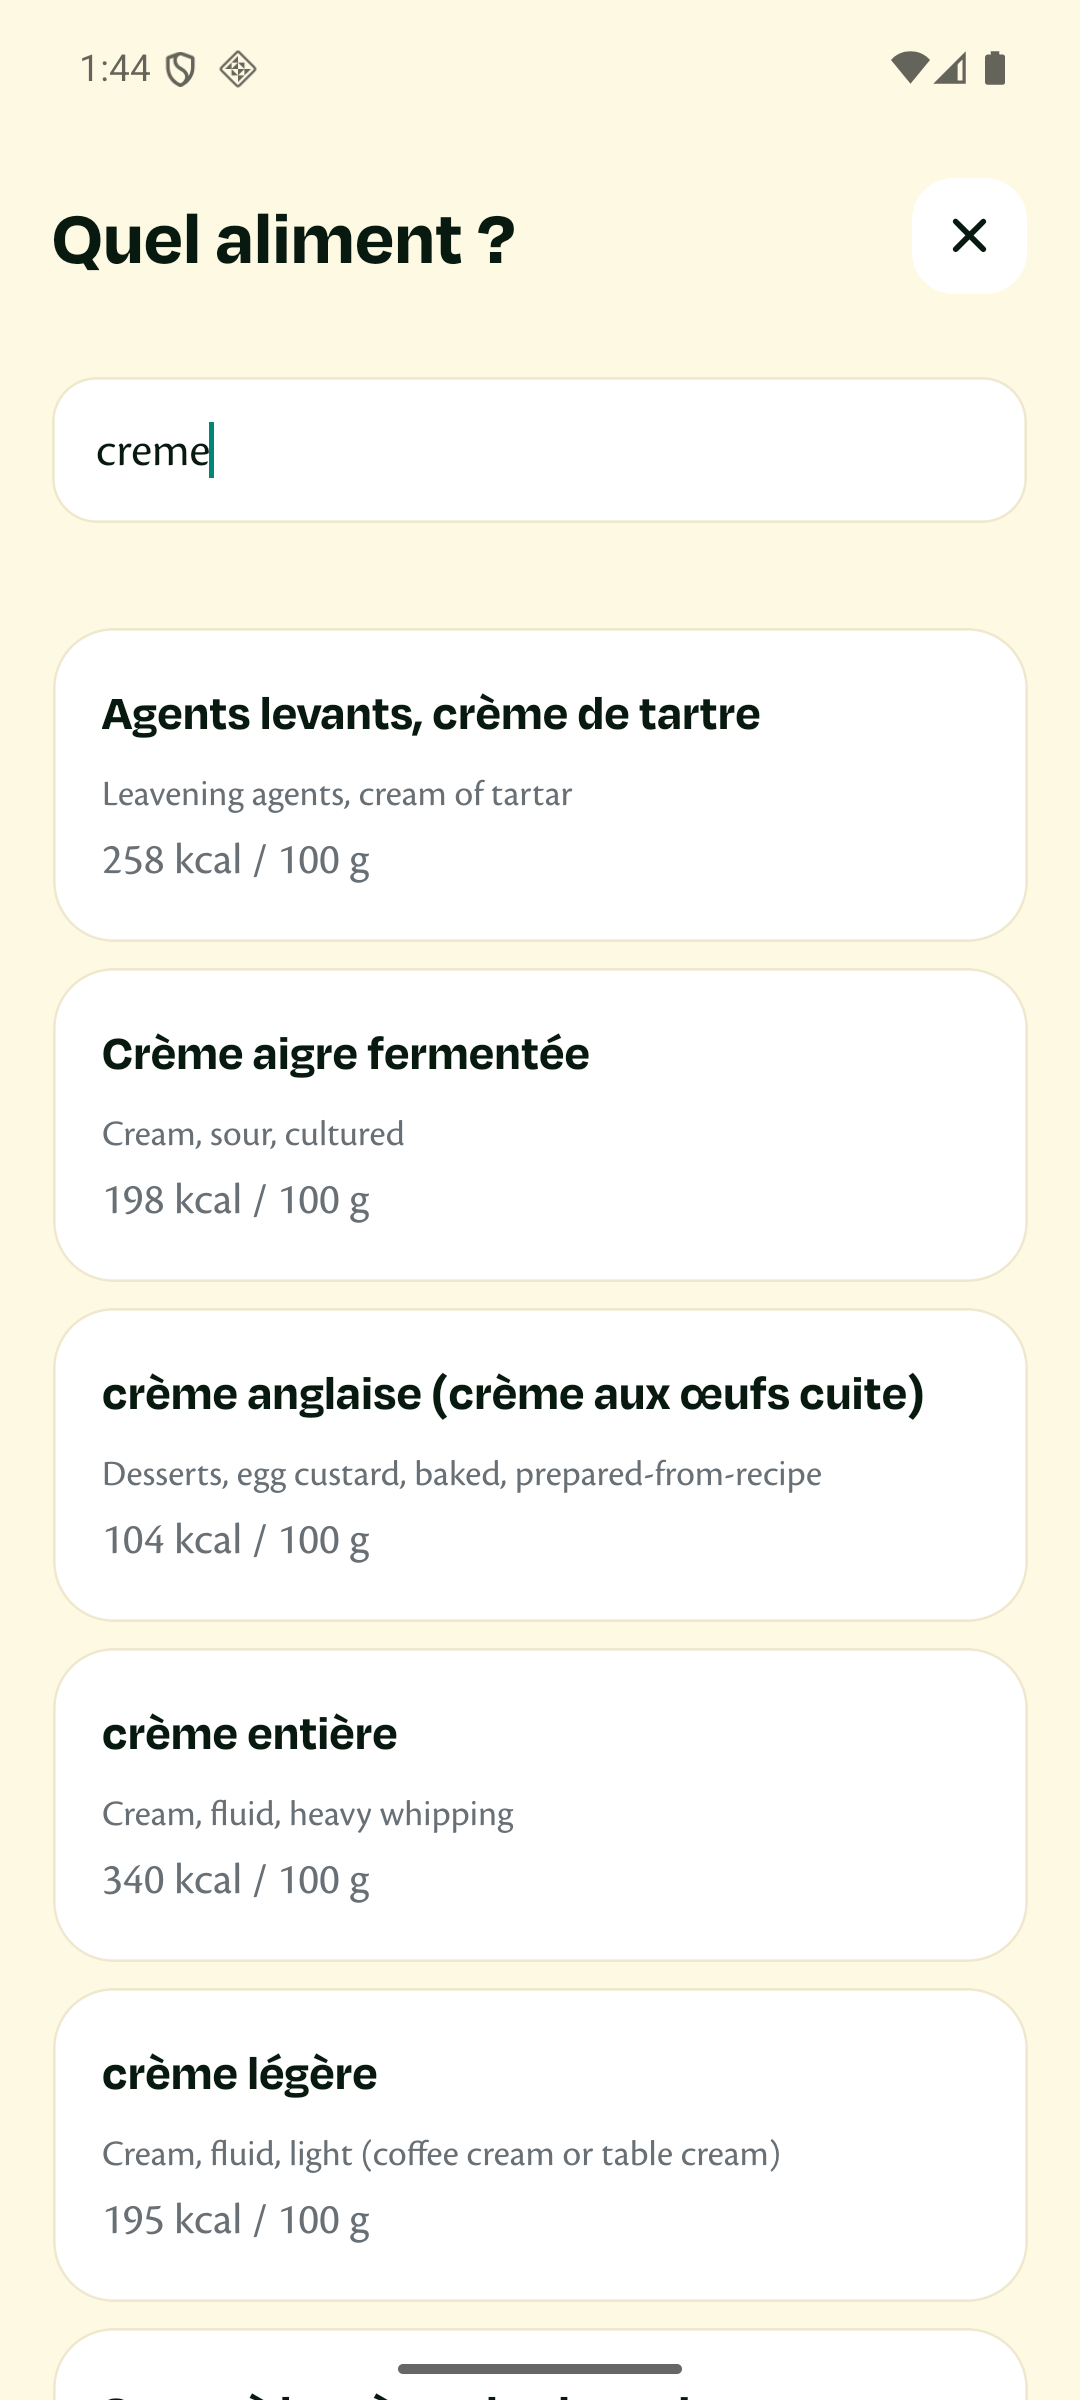 1:44
Quel aliment ?
creme
Agents levants, crème de tartre
Leavening agents, cream of tartar
258 kcal / 100 g
Crème aigre fermentée
Cream, sour, cultured
198 kcal / 100 g
crème anglaise (crème aux œufs cuite)
Desserts, egg custard, baked, prepared-from-recipe
104 kcal / 100 g
crème entière
Cream, fluid, heavy whipping
340 kcal / 100 g
crème légère
Cream, fluid, light (coffee cream or table cream)
195 kcal / 100 g